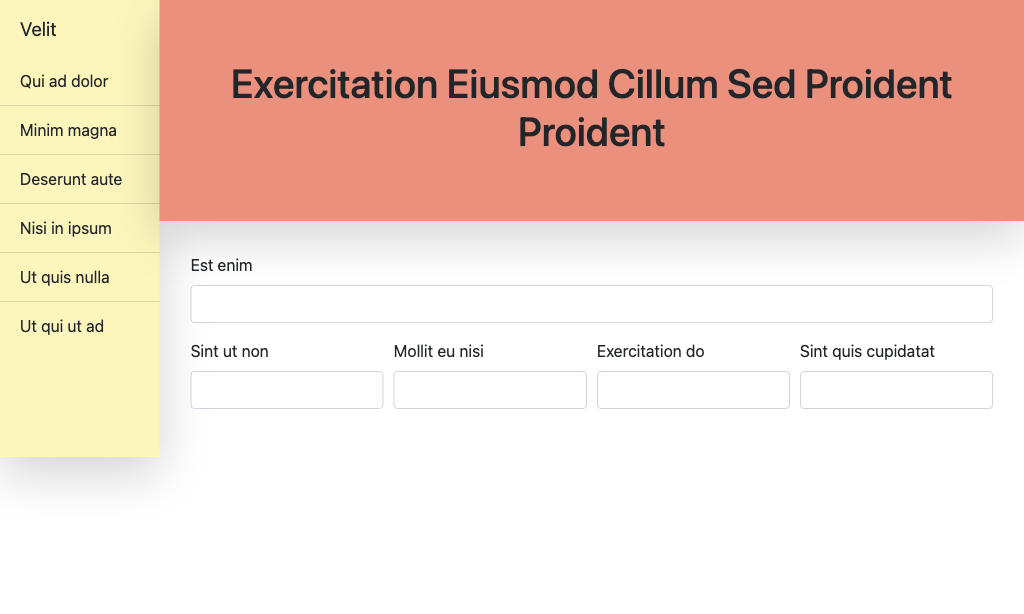 Velit
Qui ad dolor
Minim magna
Deserunt aute
Nisi in ipsum
Ut quis nulla
Ut qui ut ad
Exercitation Eiusmod Cillum Sed Proident
Proident
Est enim
Sint ut non
Mollit eu nisi
Exercitation do
Sint quis cupidatat